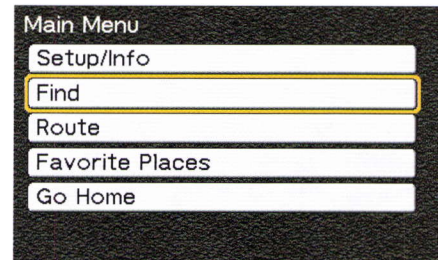 Main Menu
Setup/Info
Find
Route
Favorite Places
Go Home